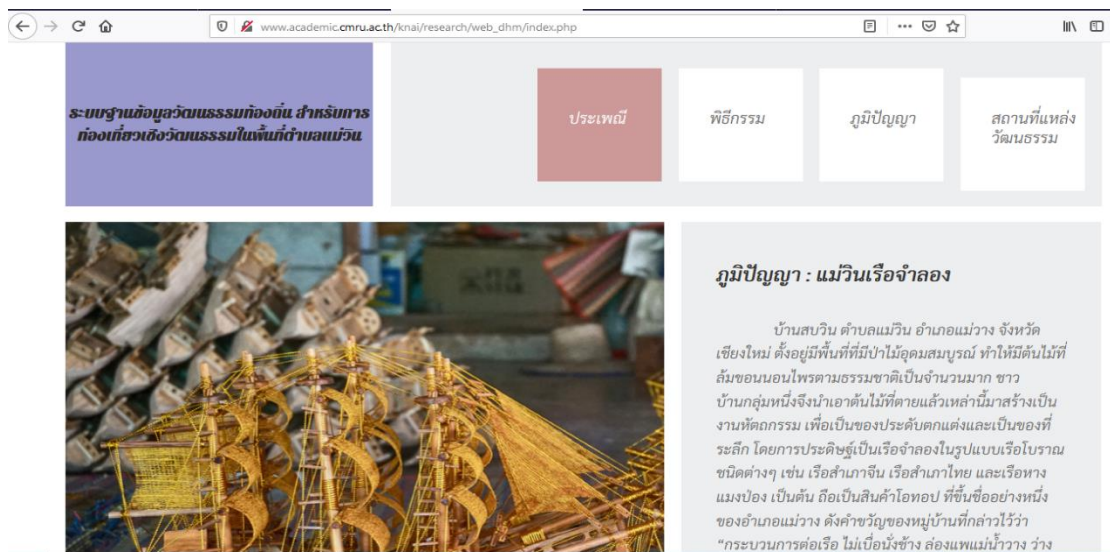 www.academic.cmru.ac.th/knai/research/web_dhm/index.php
ระบบฐานข้อมูลวัฒนธรรมท้องถิ่น สำหรับการ
ท่องเที่ยวเชิงวัฒนธรรมในพื้นที่ตำบลแม่วิน
ประเพณี
พิธีกรรม
ภูมิปัญญา
สถานที่แหล่ง
วัฒนธรรม
ภูมิปัญญา : แม่วินเรือจำลอง
บ้านสบวิน ตำบลแม่วิน อำเภอแม่วาง จังหวัด
เชียงใหม่ ตั้งอยู่มีพื้นที่ที่มีป่าไม้อุดมสมบูรณ์ ทำให้มีต้นไม้ที่
ล้มขอนนอนไพรตามธรรมชาติเป็นจำนวนมาก ชาว
บ้านกลุ่มหนึ่งจึงนำเอาต้นไม้ที่ตายแล้วเหล่านี้มาสร้างเป็น
งานหัตถกรรม เพื่อเป็นของประดับตกแต่งและเป็นของที่
ระลึก โดยการประดิษฐ์เป็นเรือจำลองในรูปแบบเรือโบราณ
ชนิดต่างๆ เช่น เรือสำเภาจีน เรือสำเภาไทย และเรือหาง
แมงป่อง เป็นต้น ถือเป็นสินค้าโอทอป ที่ขึ้นชื่ออย่างหนึ่ง
ของอำเภอแม่วาง ดังคำขวัญของหมู่บ้านที่กล่าวไว้ว่า
“กระบวนการต่อเรือ ไม่เบื่อนั่งช้าง ล่องแพแม่น้ำวาง ว่าง